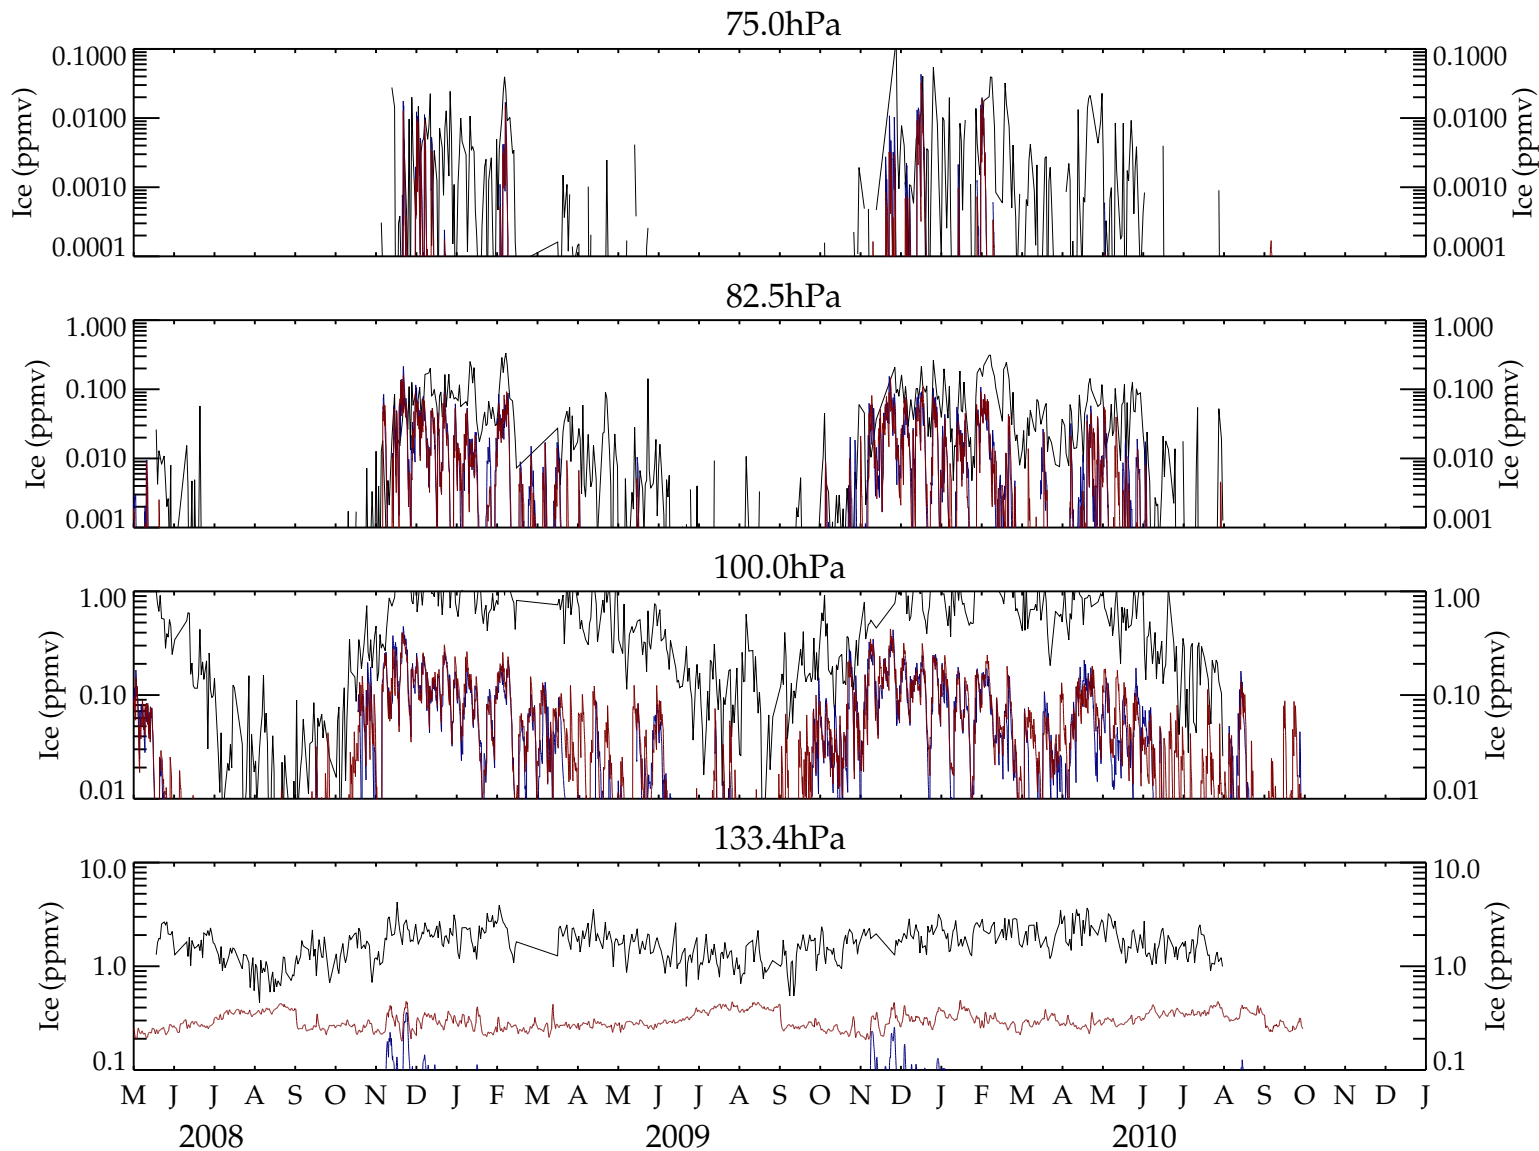 75.0hPa
0.1000 0.1000
0.0100 0.0100
0.0010 0.0010
0.0001 0.0001
Ice (ppmv) Ice (ppmv)
82.5hPa
1.000 1.000
0.100 0.100
0.010 0.010
0.001 0.001
Ice (ppmv) Ice (ppmv)
100.0hPa
1.00 1.00
0.10 0.10
0.01 0.01
Ice (ppmv) Ice (ppmv)
133.4hPa
10.0 10.0
1.0 1.0
0.1 0.1
Ice (ppmv) Ice (ppmv)
M J J A S O N D J F M A M J J A S O N D J F M A M J J A S O N D J
2008 2009 2010